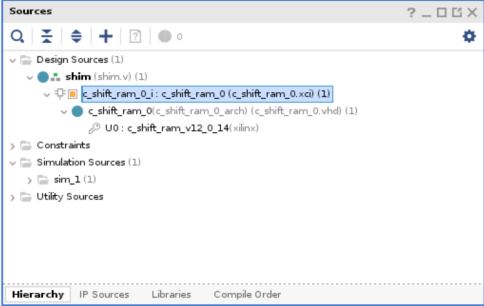 Sources
0
Design Sources (1)
shim (shim.v) (1)
c_shift_ram_0_i : c_shift_ram_0 (c_shift_ram_0.xci) (1)
c_shift_ram_0(c_shift_ram_0_arch) (c_shift_ram_0.vhd) (1)
U0 : c_shift_ram_v12_0_14(xilinx)
Constraints
Simulation Sources (1)
sim_1 (1)
Utility Sources
Hierarchy IP Sources Libraries Compile Order